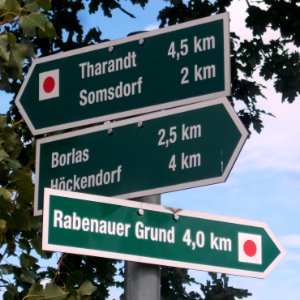 Tharandt 4,5 km
Somsdorf 2 km
Borlas 2,5 km
Höckendorf 4 km
Rabenauer Grund 4,0 km